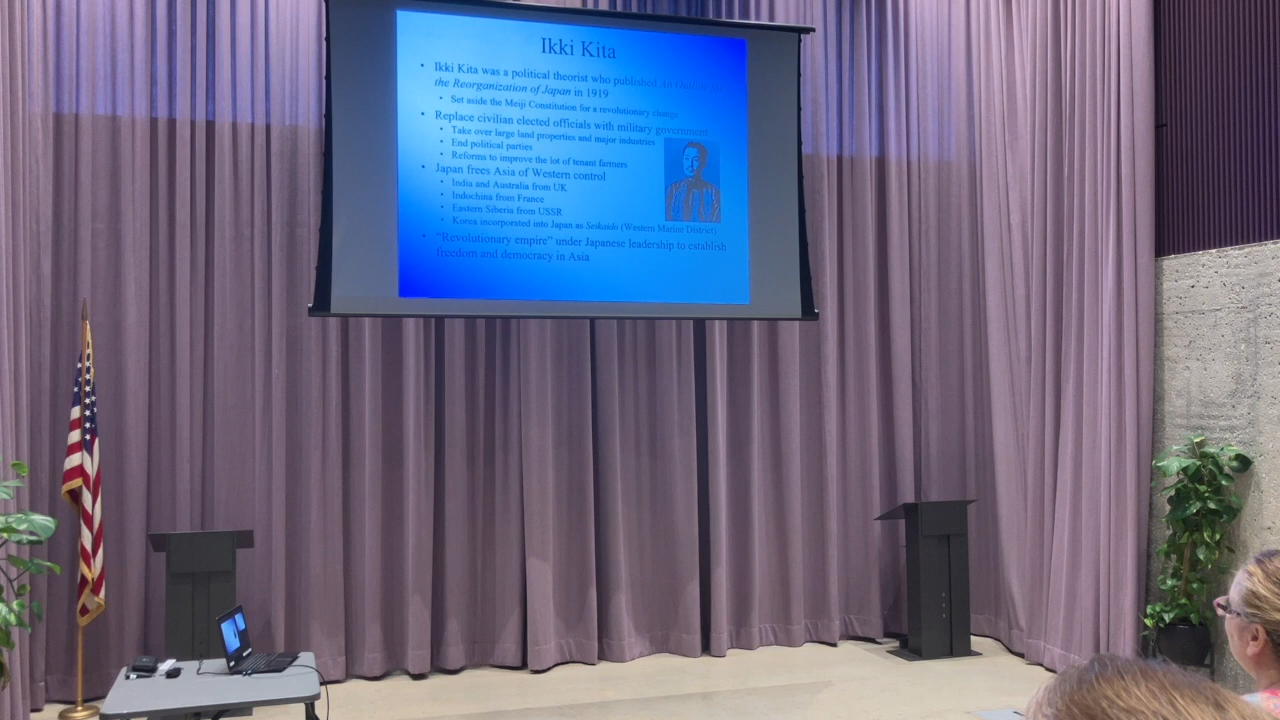 Ikki Kita
• Ikki Kita was a political theorist who published An Outline for
the Reorganization of Japan in 1919
• Set aside the Meiji Constitution for a revolutionary change
• Replace civilian elected officials with military government
• Take over large land properties and major industries
• End political parties
• Reforms to improve the lot of tenant farmers
• Japan frees Asia of Western control
• India and Australia from UK
• Indochina from France
• Eastern Siberia from USSR
• Korea incorporated into Japan as Seikaido (Western Marine District)
• “Revolutionary empire” under Japanese leadership to establish
freedom and democracy in Asia